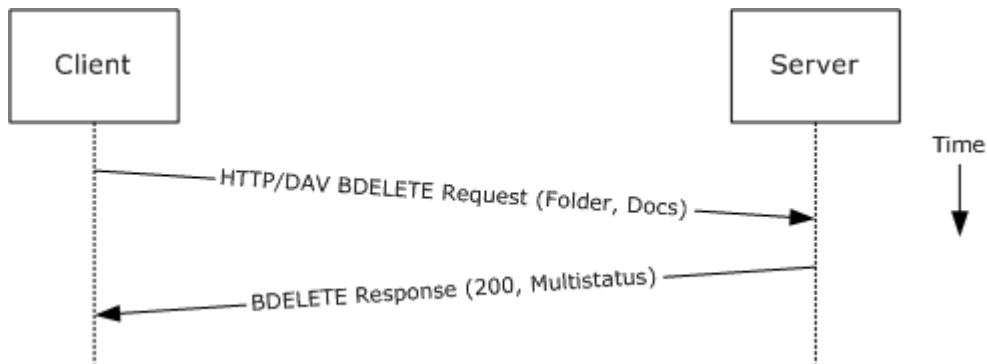 Client
Server
Time
HTTP/DAV BDELETE Request (Folder, Docs)
BDELETE Response (200, Multistatus)